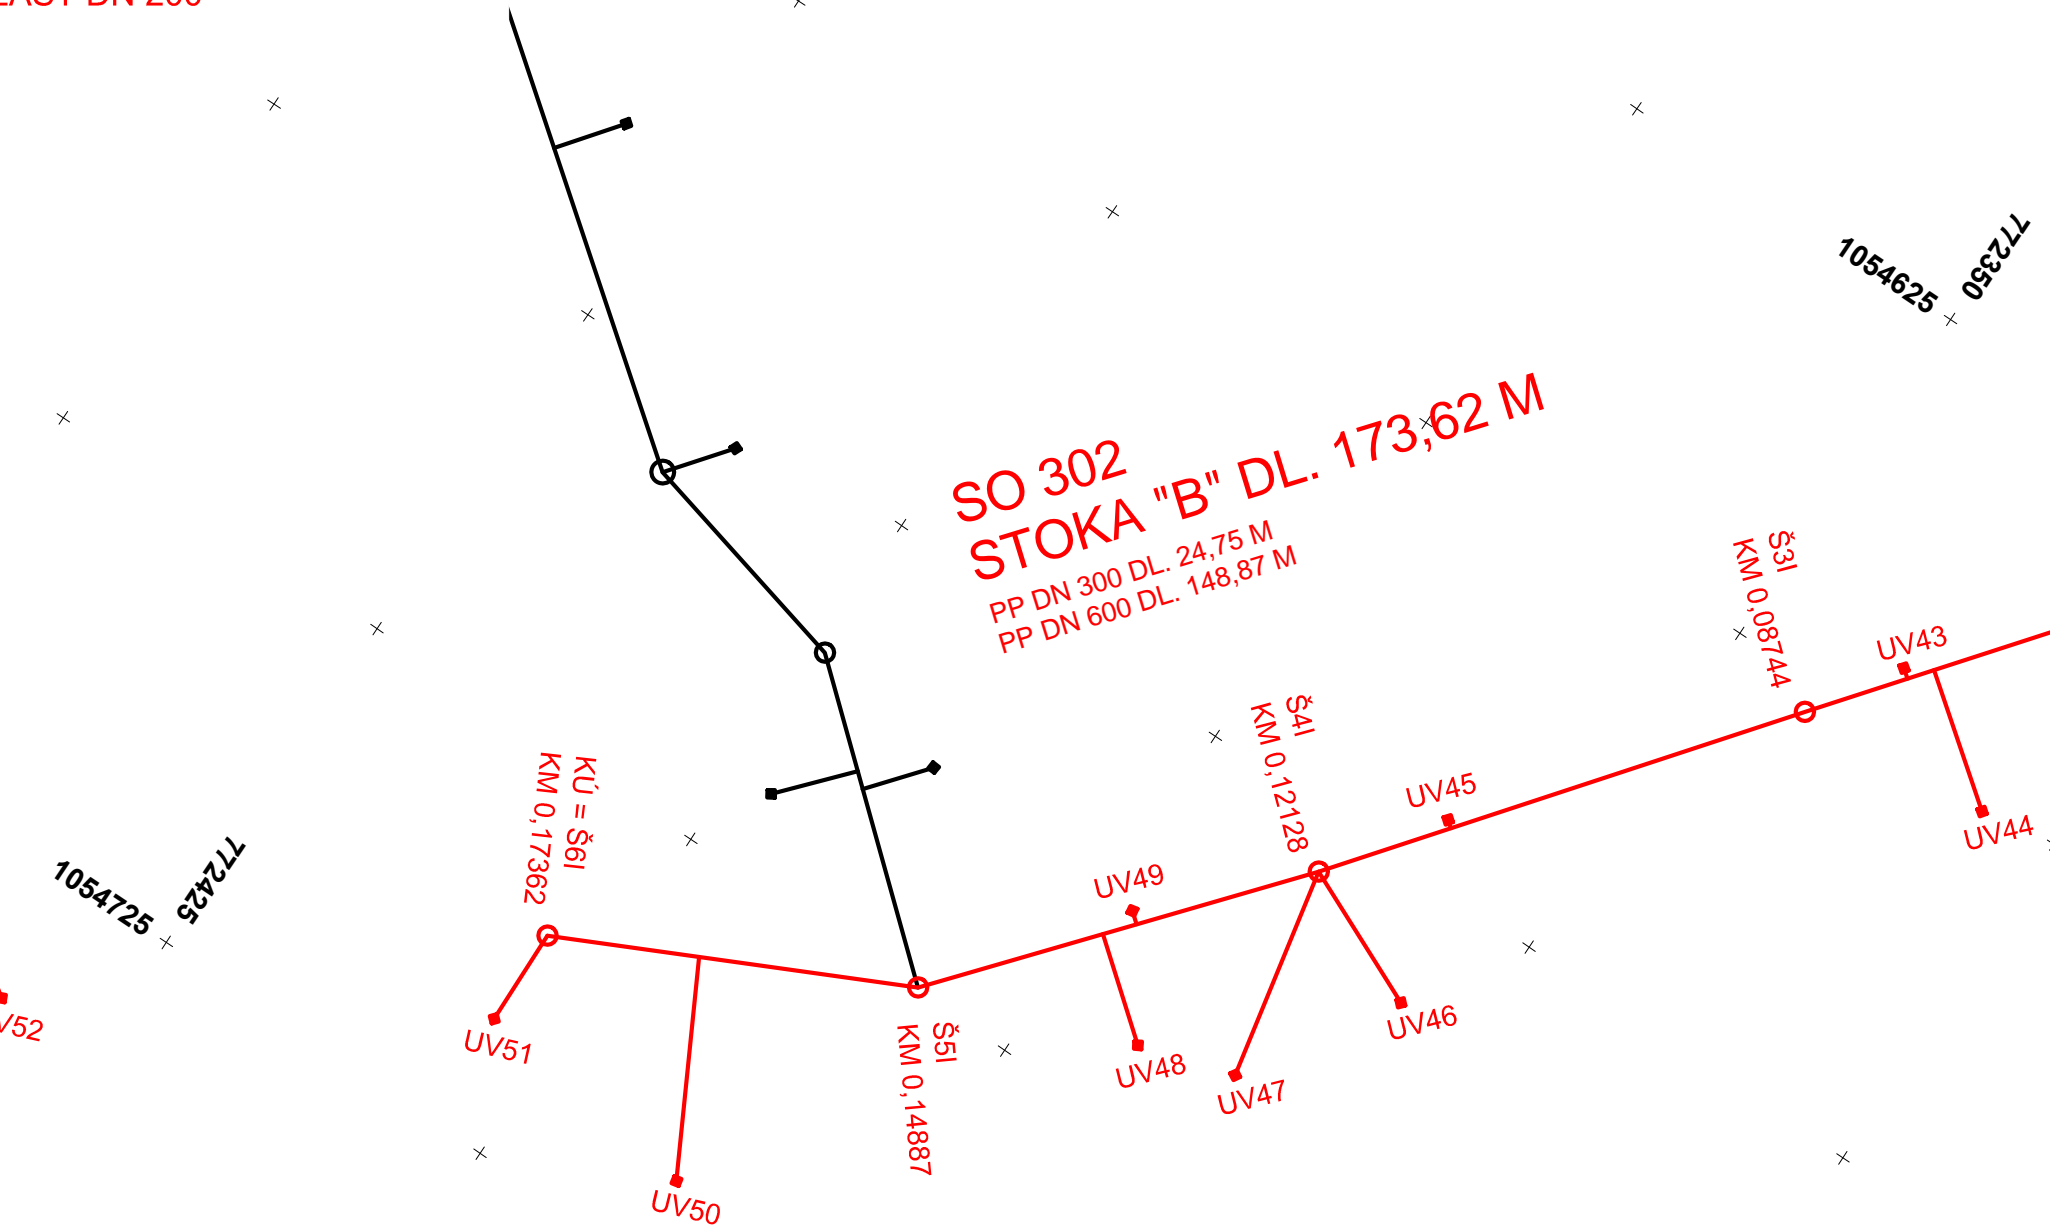 DN 200
772350
1054625
SO 302
STOKA "B" DL. 173,62 M
PP DN 300 DL. 24,75 M
PP DN 600 DL. 148,87 M
Š3I
KM 0,08744
UV43
UV44
Š4I
KM 0,12128
UV45
UV46
UV47
UV49
UV48
KÚ = Š6I
KM 0,17362
772425
1054725
Š5I
KM 0,14887
UV51
UV50